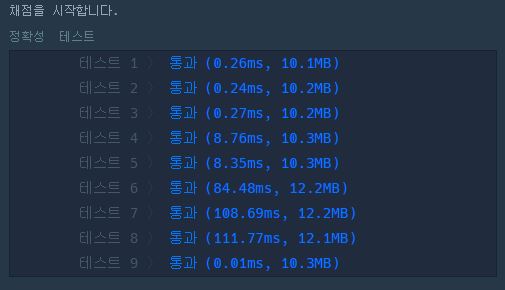 채점을 시작합니다.
정확성 테스트
테스트 1 〉 통과 (0.26ms, 10.1MB)
테스트 2 〉 통과 (0.24ms, 10.2MB)
테스트 3 〉 통과 (0.27ms, 10.2MB)
테스트 4 〉 통과 (8.76ms, 10.3MB)
테스트 5 〉 통과 (8.35ms, 10.3MB)
테스트 6 〉 통과 (84.48ms, 12.2MB)
테스트 7 〉 통과 (108.69ms, 12.2MB)
테스트 8 〉 통과 (111.77ms, 12.1MB)
테스트 9 〉 통과 (0.01ms, 10.3MB)